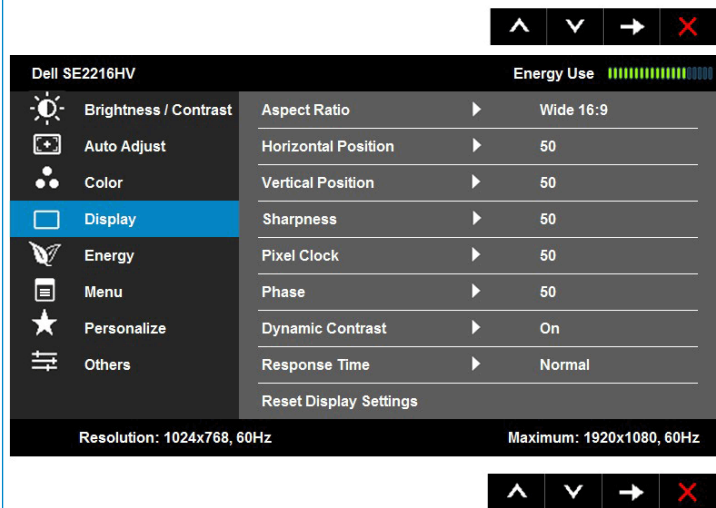 Dell SE2216HV Energy Use
Brightness / Contrast Aspect Ratio Wide 16:9
Auto Adjust Horizontal Position 50
Color Vertical Position 50
Display Sharpness 50
Energy Pixel Clock 50
Menu Phase 50
Personalize Dynamic Contrast On
Others Response Time Normal
Reset Display Settings
Resolution: 1024x768, 60Hz Maximum: 1920x1080, 60Hz